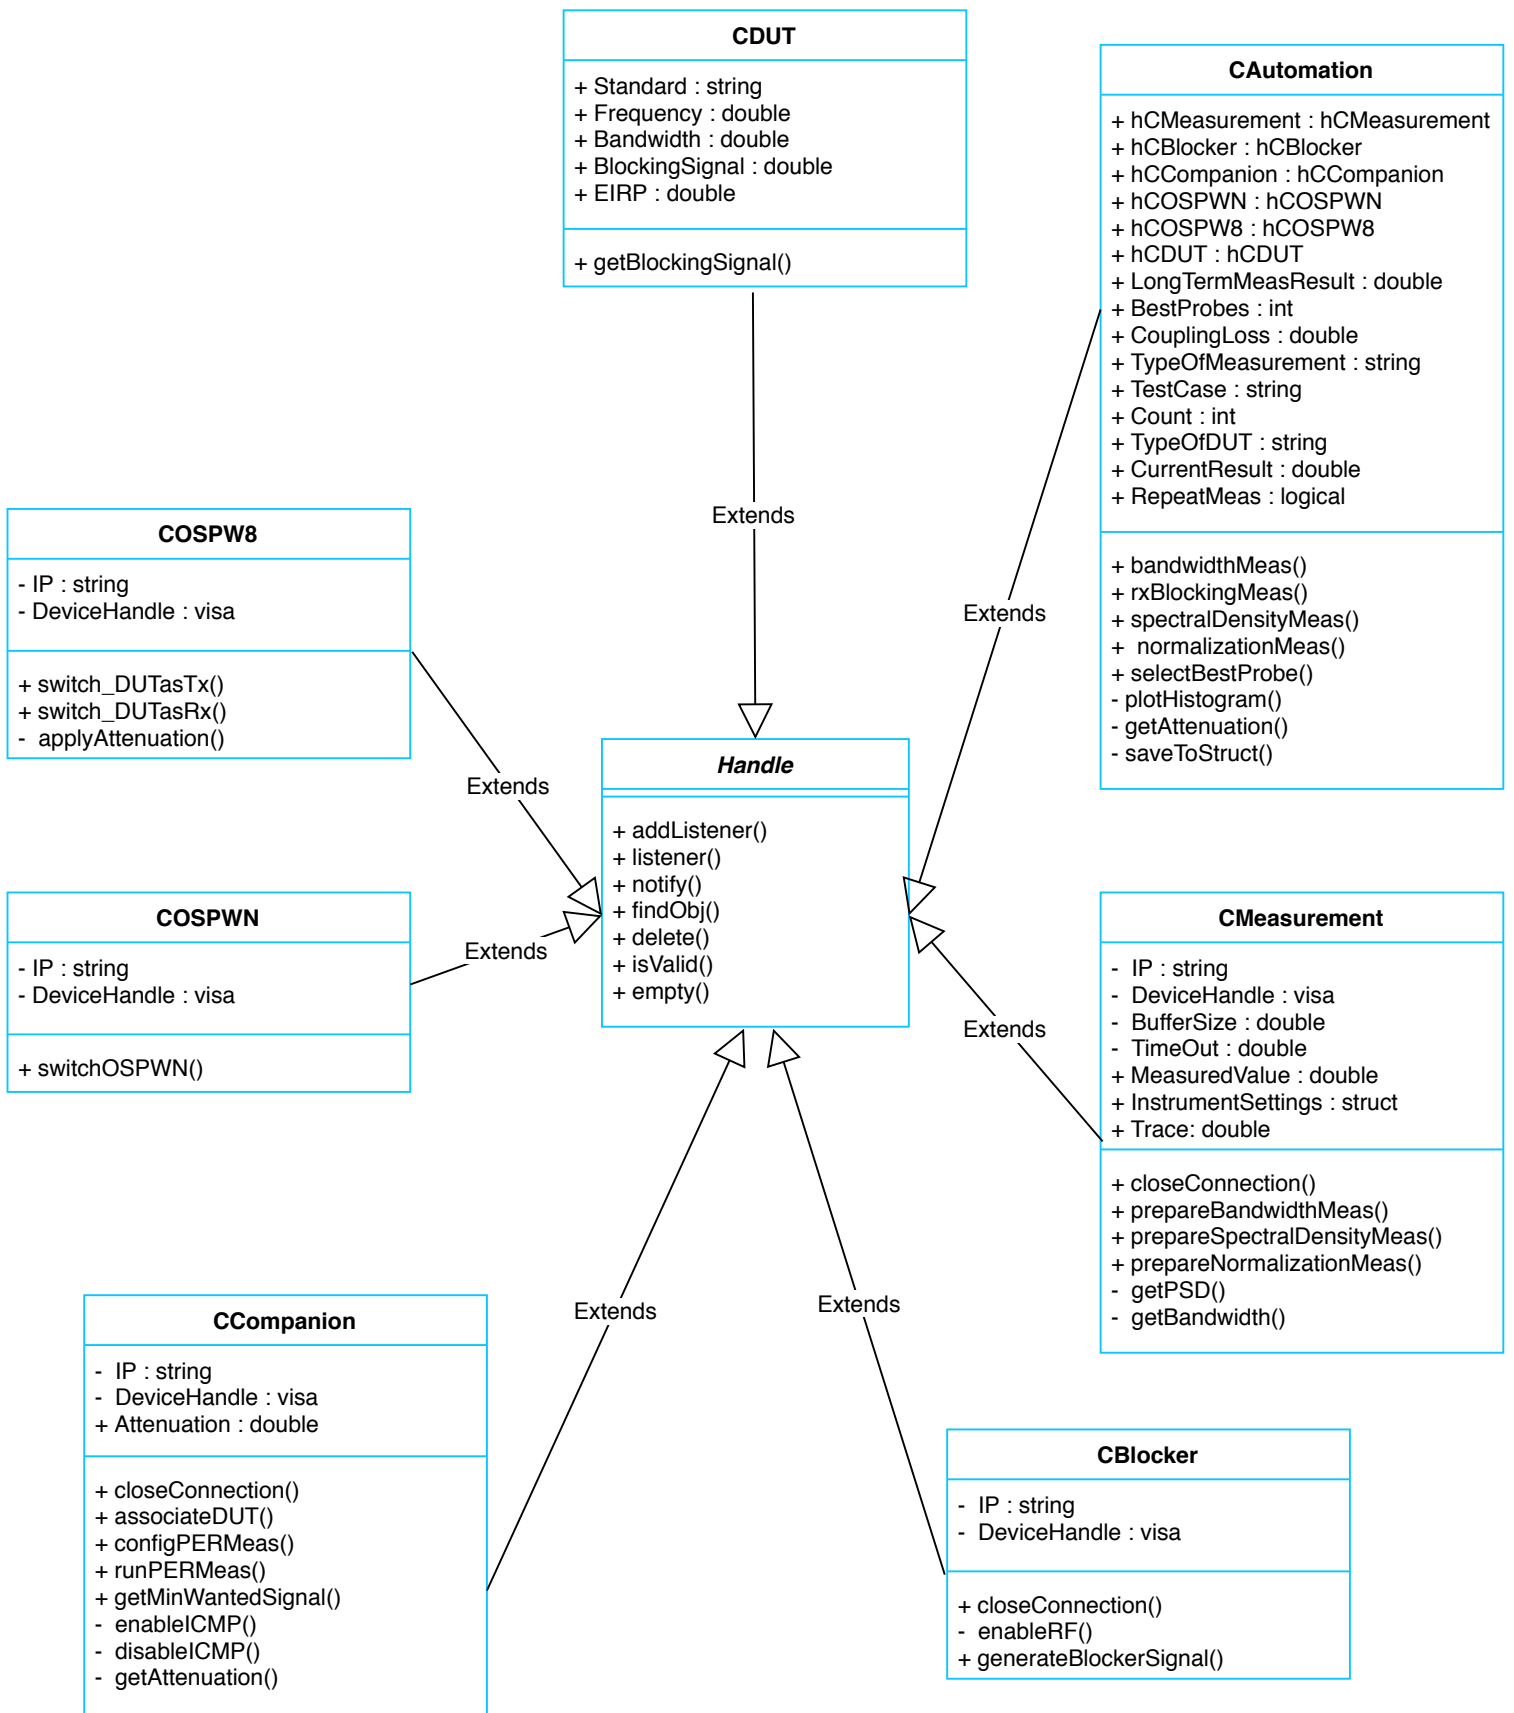 CDUT
+ Standard : string
+ Frequency : double
+ Bandwidth : double
+ BlockingSignal : double
+ EIRP : double
+ getBlockingSignal()
CAutomation
+ hCMeasurement : hCMeasurement
+ hCBlocker : hCBlocker
+ hCCompanion : hCCompanion
+ hCOSPWN : hCOSPWN
+ hCOSPW8 : hCOSPW8
+ hCDUT : hCDUT
+ LongTermMeasResult : double
+ BestProbes : int
+ CouplingLoss : double
+ TypeOfMeasurement : string
+ TestCase : string
+ Count : int
+ TypeOfDUT : string
+ CurrentResult : double
+ RepeatMeas : logical
+ bandwidthMeas()
+ rxBlockingMeas()
+ spectralDensityMeas()
+  normalizationMeas()
+ selectBestProbe()
- plotHistogram()
- getAttenuation()
- saveToStruct()
Extends
Extends
COSPW8
- IP : string
- DeviceHandle : visa
+ switch_DUTasTx()
+ switch_DUTasRx()
-  applyAttenuation()
Extends
Handle
+ addListener()
+ listener()
+ notify()
+ findObj()
+ delete()
+ isValid()
+ empty()
COSPWN
- IP : string
- DeviceHandle : visa
+ switchOSPWN()
Extends
CMeasurement
-  IP : string
-  DeviceHandle : visa
-  BufferSize : double
-  TimeOut : double
+ MeasuredValue : double
+ InstrumentSettings : struct
+ Trace: double
+ closeConnection()
+ prepareBandwidthMeas()
+ prepareSpectralDensityMeas()
+ prepareNormalizationMeas()
-  getPSD()
-  getBandwidth()
Extends
Extends
Extends
CCompanion
-  IP : string
-  DeviceHandle : visa
+ Attenuation : double
+ closeConnection()
+ associateDUT()
+ configPERMeas()
+ runPERMeas()
+ getMinWantedSignal()
-  enableICMP()
-  disableICMP()
-  getAttenuation()
CBlocker
-  IP : string
-  DeviceHandle : visa
+ closeConnection()
-  enableRF()
+ generateBlockerSignal()